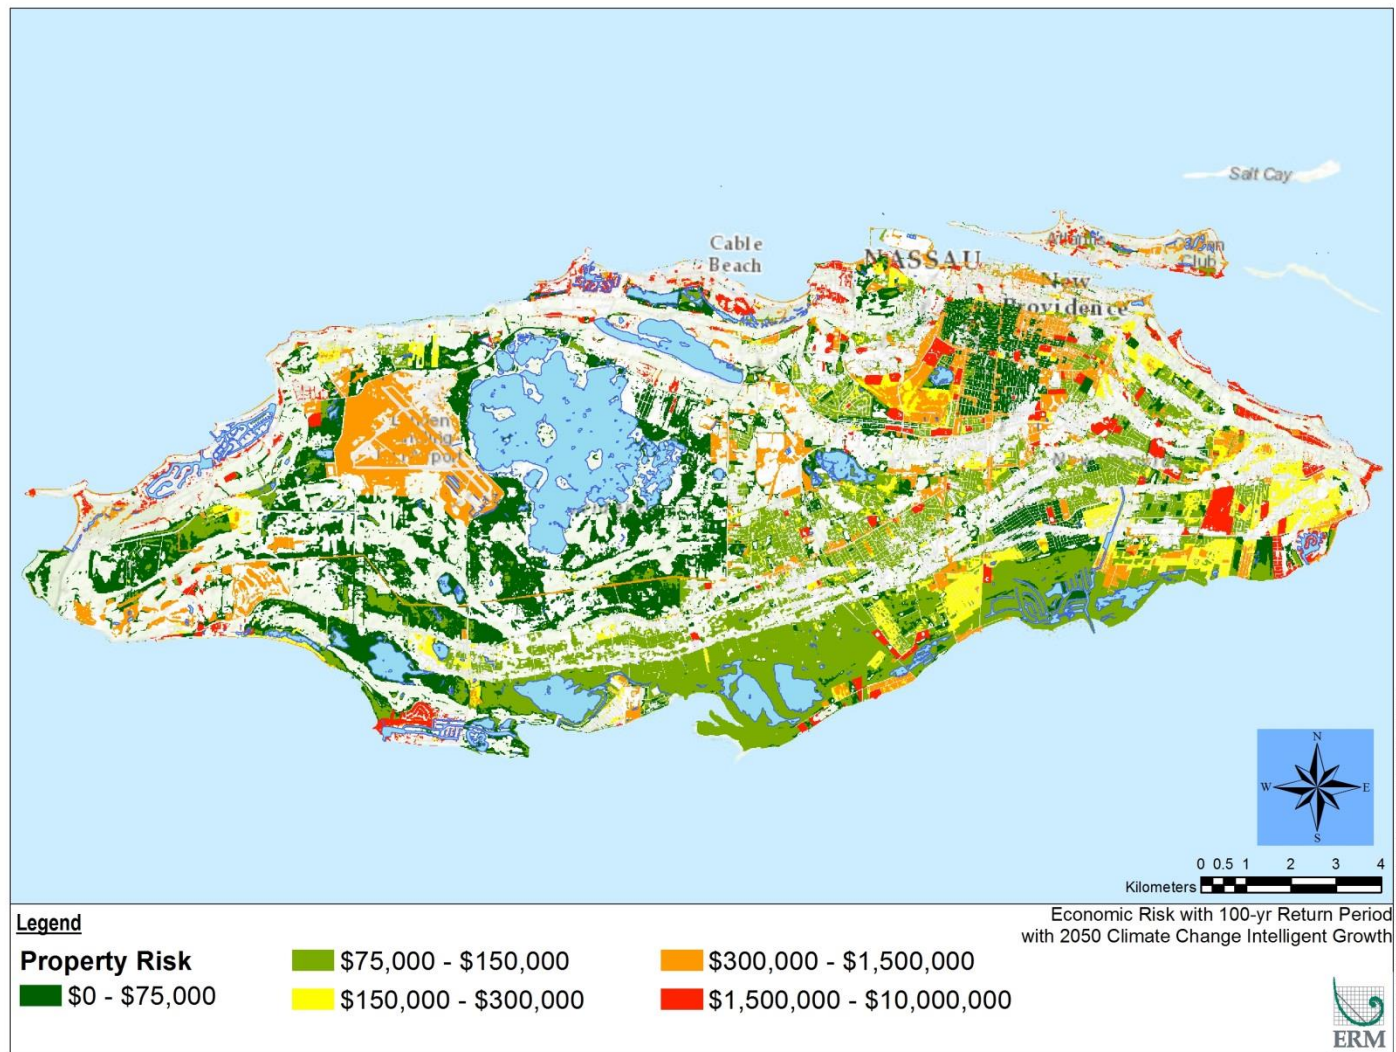 Salt Cay
Cable
Beach
NASSAU
Atlantis
Club
New
Providence
N
W
E
S
0 0.5 1 2 3 4
Kilometers
Economic Risk with 100-yr Return Period
with 2050 Climate Change Intelligent Growth
Legend
Property Risk
$0 - $75,000
$75,000 - $150,000
$150,000 - $300,000
$300,000 - $1,500,000
$1,500,000 - $10,000,000
ERM